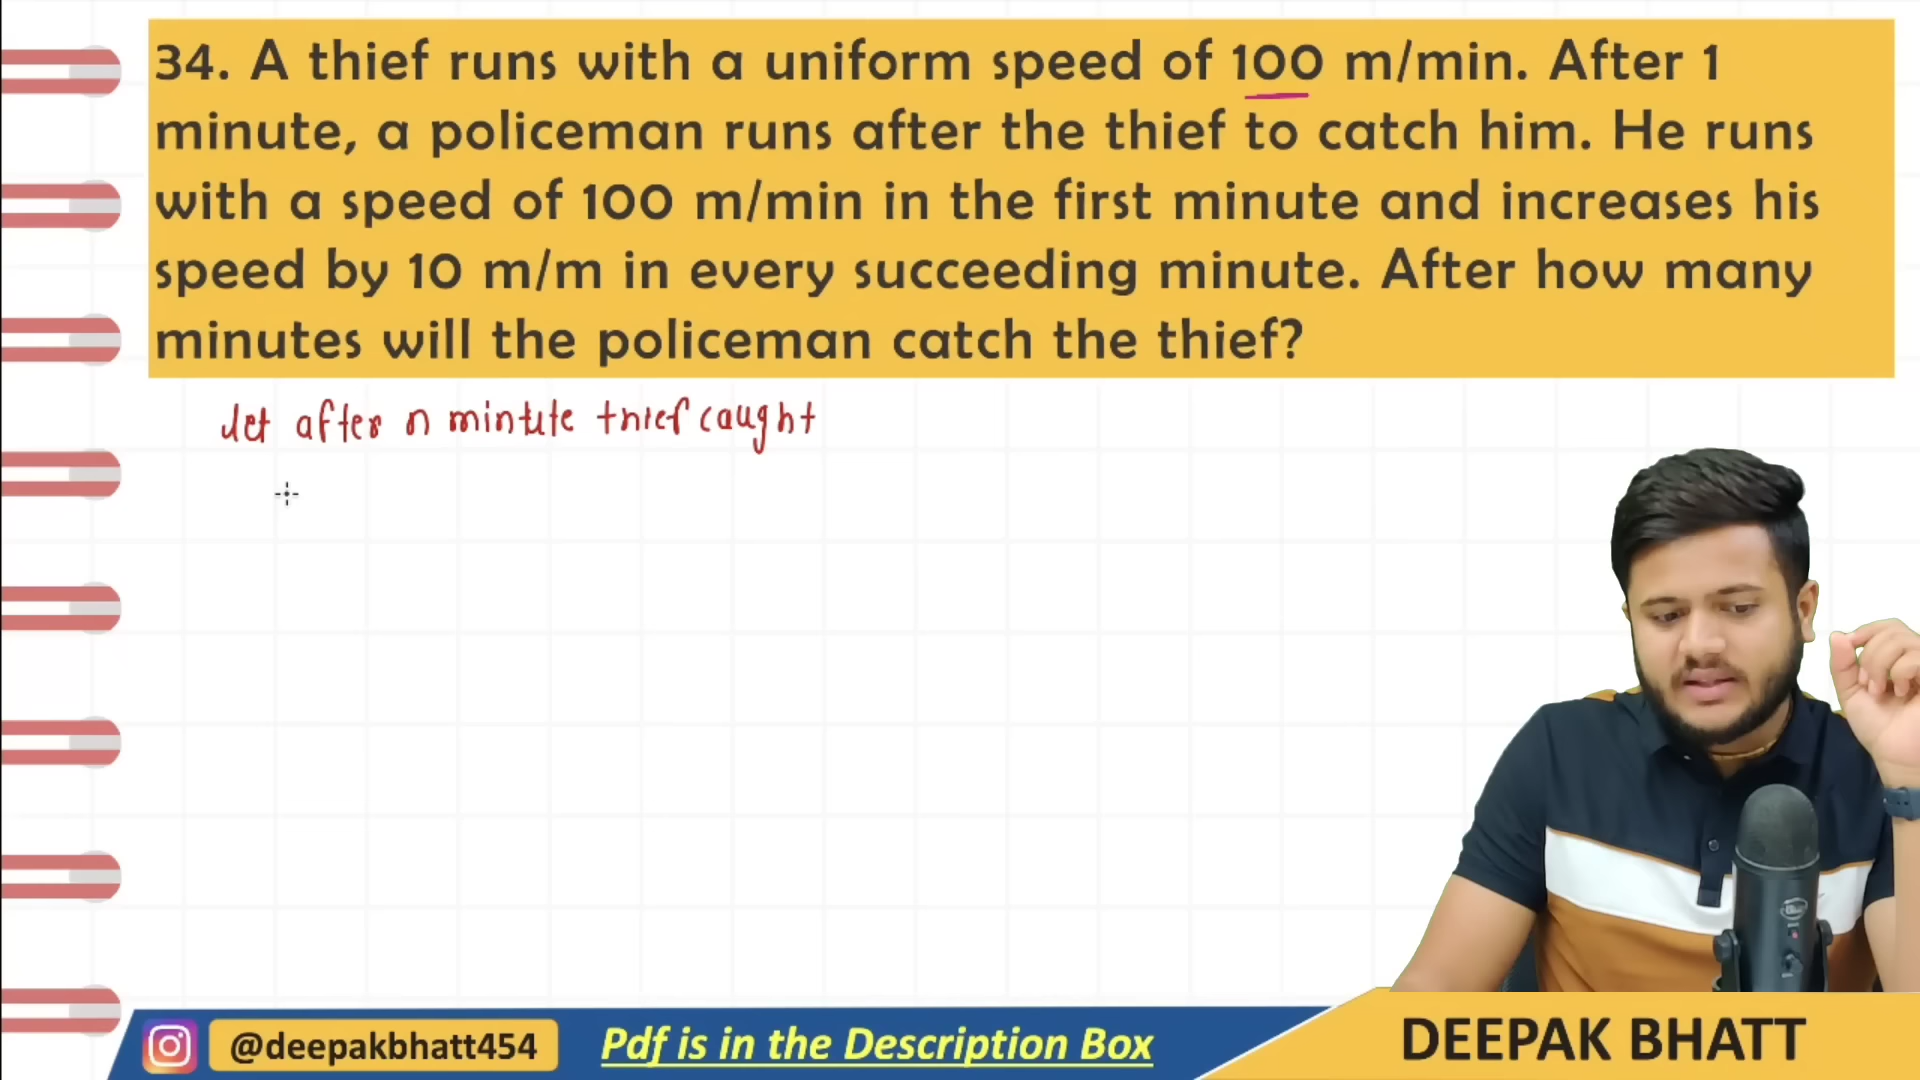 34. A thief runs with a uniform speed of 100 m/min. After 1
minute, a policeman runs after the thief to catch him. He runs
with a speed of 100 m/min in the first minute and increases his
speed by 10 m/m in every succeeding minute. After how many
minutes will the policeman catch the thief?
Let after n mintute thief caught
@deepakbhatt454
Pdf is in the Description Box
DEEPAK BHATT